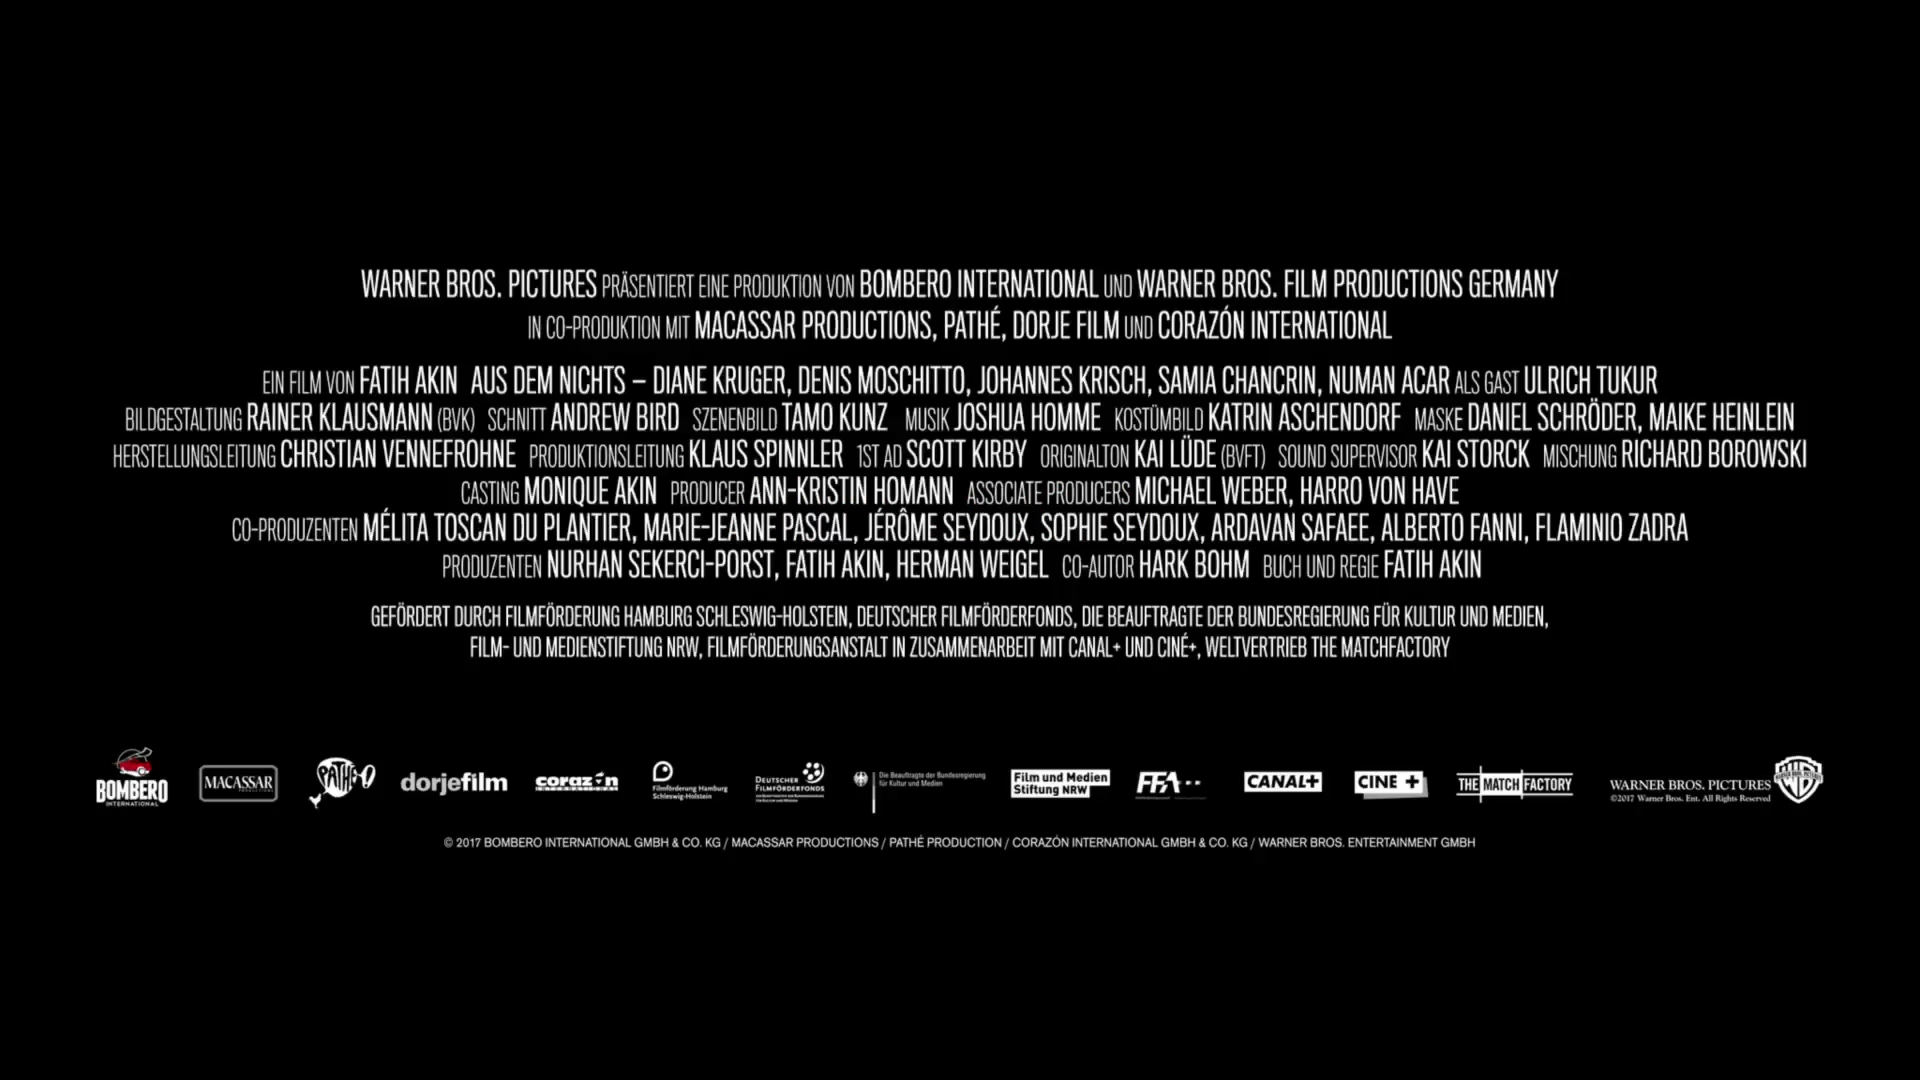 WARNER BROS. PICTURES PRÄSENTIERT EINE PRODUKTION VON BOMBERO INTERNATIONAL UND WARNER BROS. FILM PRODUCTIONS GERMANY
IN CO-PRODUKTION MIT MACASSAR PRODUCTIONS, PATHÉ, DORJE FILM UND CORAZÓN INTERNATIONAL
EIN FILM VON FATIH AKIN AUS DEM NICHTS – DIANE KRUGER, DENIS MOSCHITTO, JOHANNES KRISCH, SAMIA CHANCRIN, NUMAN ACAR ALS GAST ULRICH TUKUR
BILDGESTALTUNG RAINER KLAUSMANN (BVK) SCHNITT ANDREW BIRD SZENENBILD TAMO KUNZ MUSIK JOSHUA HOMME KOSTÜMBILD KATRIN ASCHENDORF MASKE DANIEL SCHRÖDER, MAIKE HEINLEIN
HERSTELLUNGSLEITUNG CHRISTIAN VENNEFROHNE PRODUKTIONSLEITUNG KLAUS SPINNLER 1ST AD SCOTT KIRBY ORIGINALTON KAI LÜDE (BVFT) SOUND SUPERVISOR KAI STORCK MISCHUNG RICHARD BOROWSKI
CASTING MONIQUE AKIN PRODUCER ANN-KRISTIN HOMANN ASSOCIATE PRODUCERS MICHAEL WEBER, HARRO VON HAVE
CO-PRODUZENTEN MÉLITA TOSCAN DU PLANTIER, MARIE-JEANNE PASCAL, JÉRÔME SEYDOUX, SOPHIE SEYDOUX, ARDAVAN SAFAEE, ALBERTO FANNI, FLAMINIO ZADRA
PRODUZENTEN NURHAN SEKERCI-PORST, FATIH AKIN, HERMAN WEIGEL CO-AUTOR HARK BOHM BUCH UND REGIE FATIH AKIN
GEFÖRDERT DURCH FILMFÖRDERUNG HAMBURG SCHLESWIG-HOLSTEIN, DEUTSCHER FILMFÖRDERFONDS, DIE BEAUFTRAGTE DER BUNDESREGIERUNG FÜR KULTUR UND MEDIEN,
FILM- UND MEDIENSTIFTUNG NRW, FILMFÖRDERUNGSANSTALT IN ZUSAMMENARBEIT MIT CANAL+ UND CINÉ+, WELTVERTRIEB THE MATCHFACTORY
BOMBERO
INTERNATIONAL
MACASSAR
PRODUCTIONS
PATHÉ
dorjefilm
corazón
INTERNATIONAL
Filmförderung Hamburg
Schleswig-Holstein
DEUTSCHER
FILMFÖRDERFONDS
Die Beauftragte der Bundesregierung
für Kultur und Medien
Film und Medien
Stiftung NRW
FFA
CANAL+
CINE +
THE MATCH FACTORY
WARNER BROS. PICTURES
©2017 Warner Bros. Ent. All Rights Reserved
© 2017 BOMBERO INTERNATIONAL GMBH & CO. KG / MACASSAR PRODUCTIONS / PATHÉ PRODUCTION / CORAZÓN INTERNATIONAL GMBH & CO. KG / WARNER BROS. ENTERTAINMENT GMBH